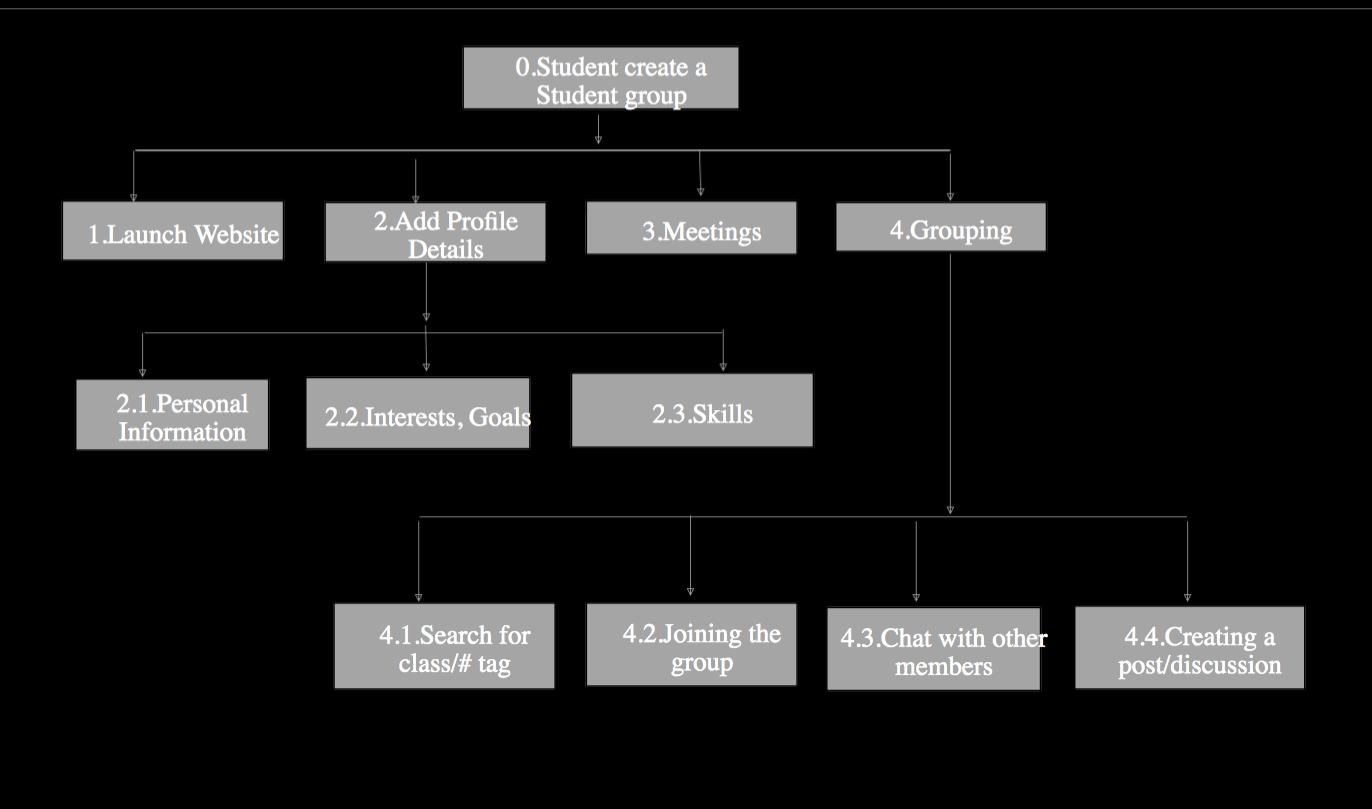 0.Student create a
Student group
1.Launch Website
2.Add Profile
Details
3.Meetings
4.Grouping
2.1.Personal
Information
2.2.Interests, Goals
2.3.Skills
4.1.Search for
class/# tag
4.2.Joining the
group
4.3.Chat with other
members
4.4.Creating a
post/discussion